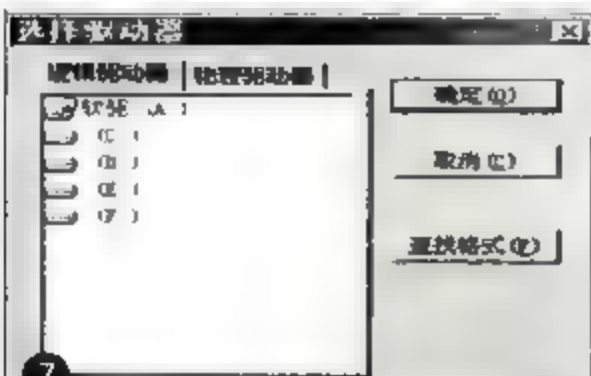 选择驱动器
逻辑驱动器 物理驱动器
软驱 (A:)
(C:)
(D:)
(E:)
(F:)
确定(O)
取消(C)
查找格式(F)
7